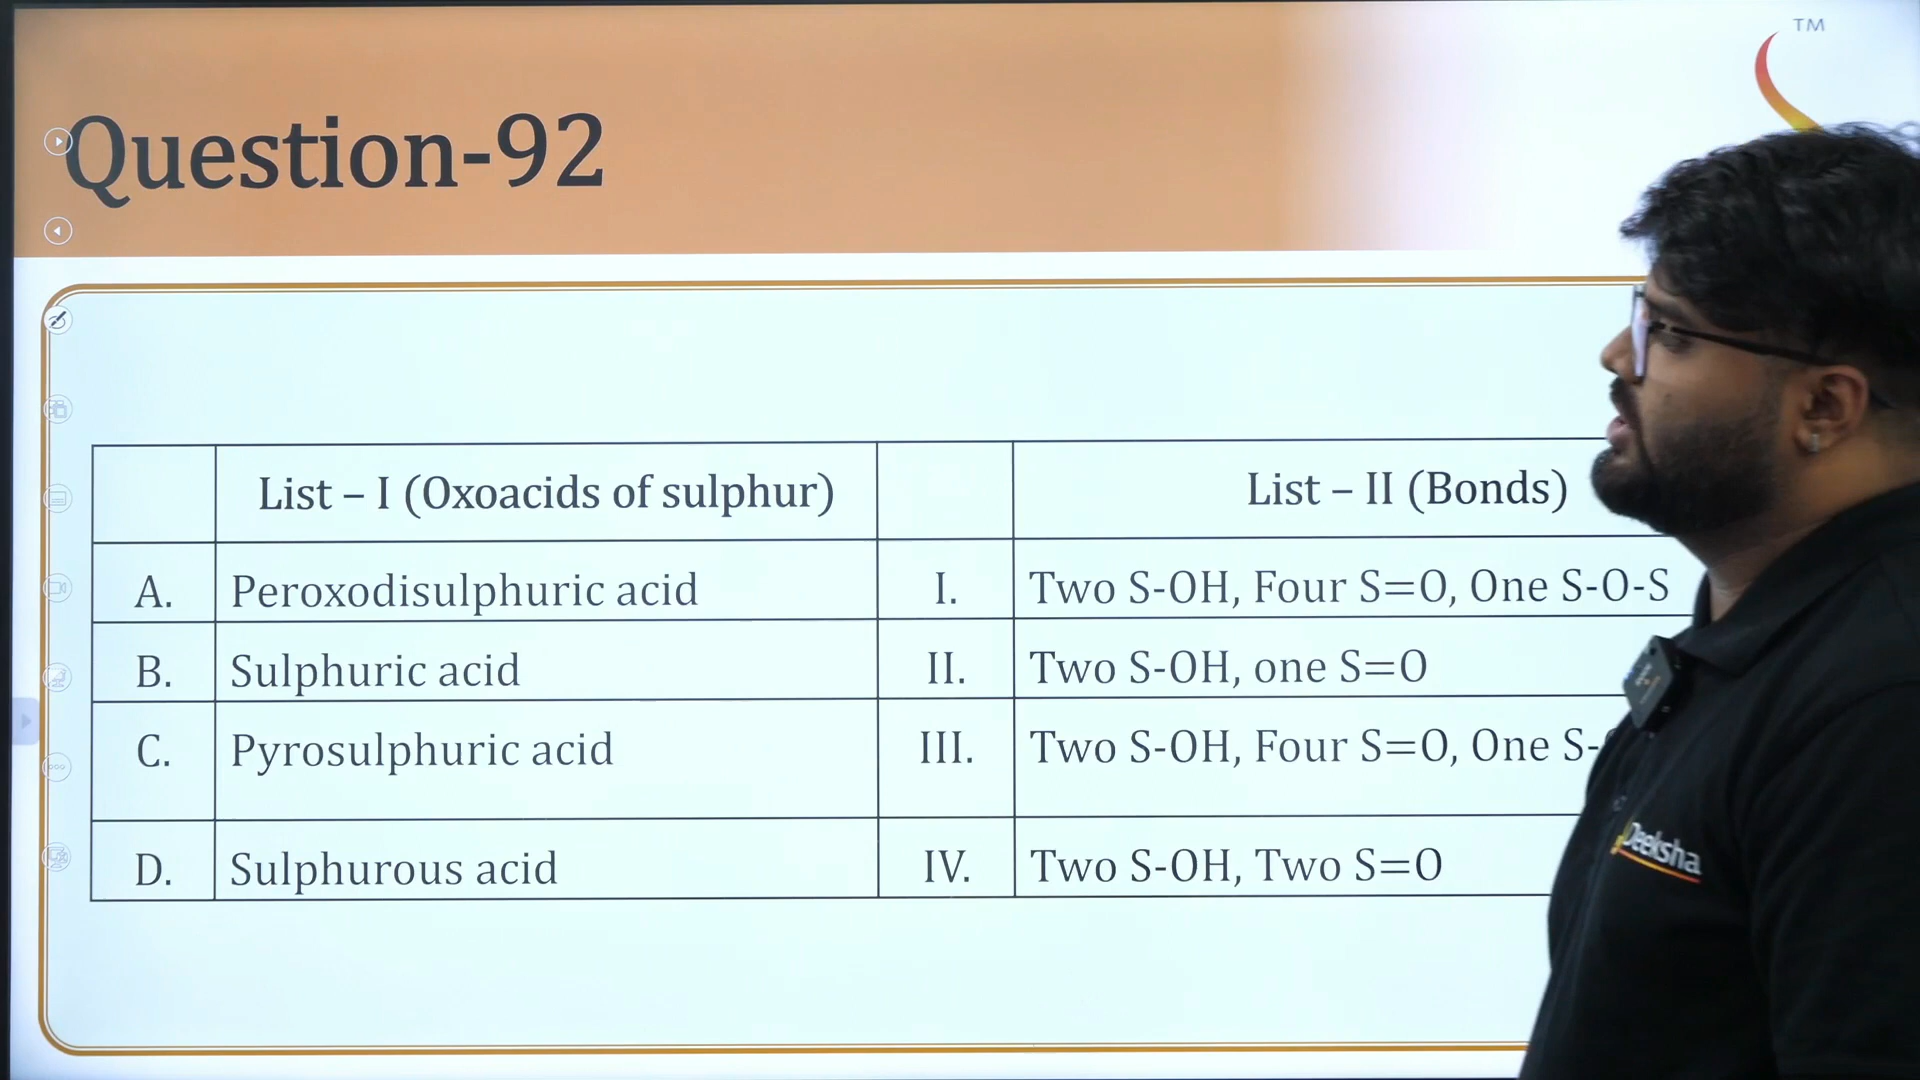 TM
Question-92
List – I (Oxoacids of sulphur)
List – II (Bonds)
A.
Peroxodisulphuric acid
I.
Two S-OH, Four S=O, One S-O-S
B.
Sulphuric acid
II.
Two S-OH, one S=O
C.
Pyrosulphuric acid
III.
Two S-OH, Four S=O, One S-
D.
Sulphurous acid
IV.
Two S-OH, Two S=O
Deeksha